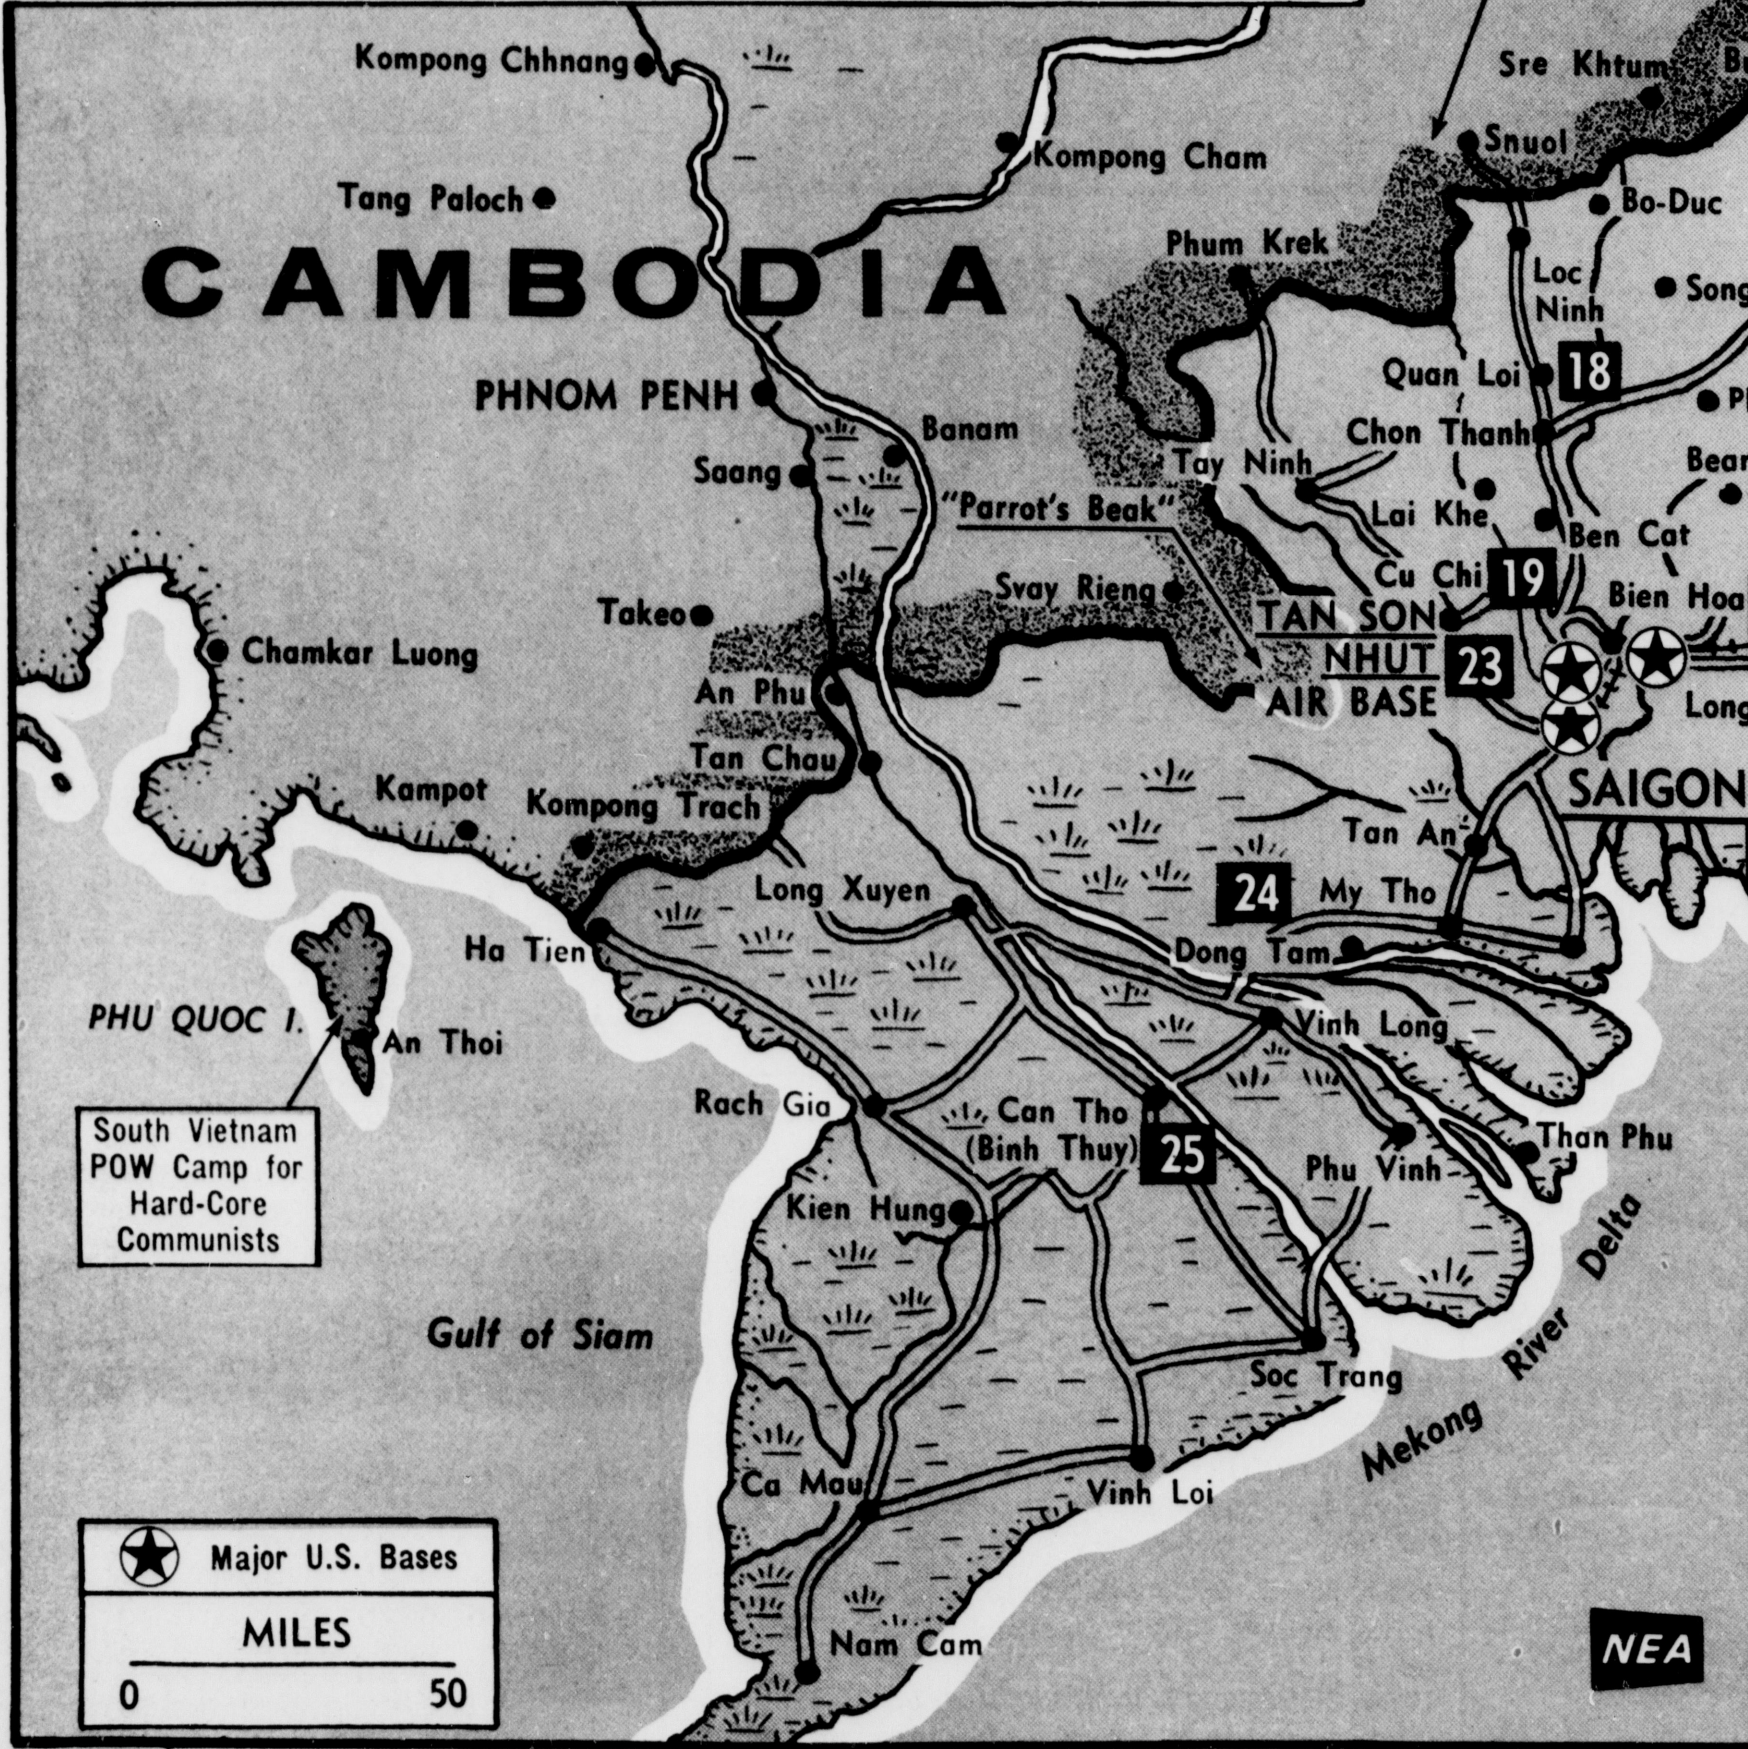 Kompong Chhnang
Sre Khtum
Snuol
Kompong Cham
Tang Paloch
Bo-Duc
CAMBODIA
Phum Krek
Loc
Ninh
Song
Quan Loi
18
PHNOM PENH
Banam
Chon Thanh
Saang
Tay Ninh
Bear
"Parrot's Beak"
Lai Khe
Ben Cat
Cu Chi
19
Svay Rieng
Bien Hoa
Takeo
TAN SON
NHUT
AIR BASE
23
Chamkar Luong
An Phu
Long
Tan Chau
SAIGON
Kampot
Kompong Trach
Tan An
Long Xuyen
24
My Tho
Ha Tien
Dong Tam
PHU QUOC I.
An Thoi
Vinh Long
Rach Gia
Can Tho
(Binh Thuy)
25
Than Phu
Phu Vinh
South Vietnam
POW Camp for
Hard-Core
Communists
Kien Hung
Gulf of Siam
Soc Trang
Mekong River Delta
Ca Mau
Vinh Loi
Major U.S. Bases
MILES
0 50
Nam Cam
NEA